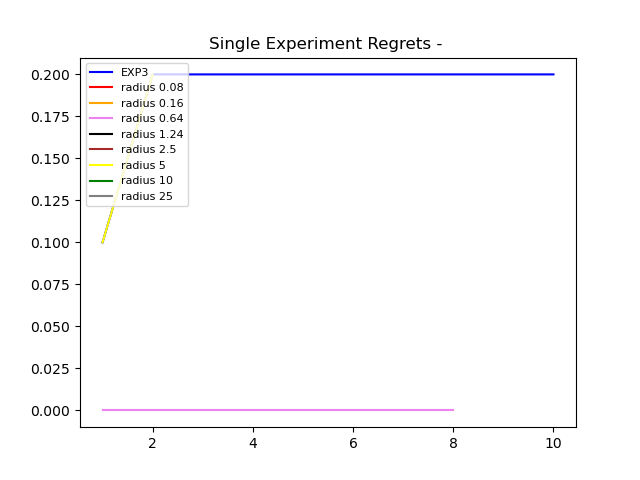 Single Experiment Regrets -
EXP3
radius 0.08
radius 0.16
radius 0.64
radius 1.24
radius 2.5
radius 5
radius 10
radius 25
0.200
0.175
0.150
0.125
0.100
0.075
0.050
0.025
0.000
2 4 6 8 10